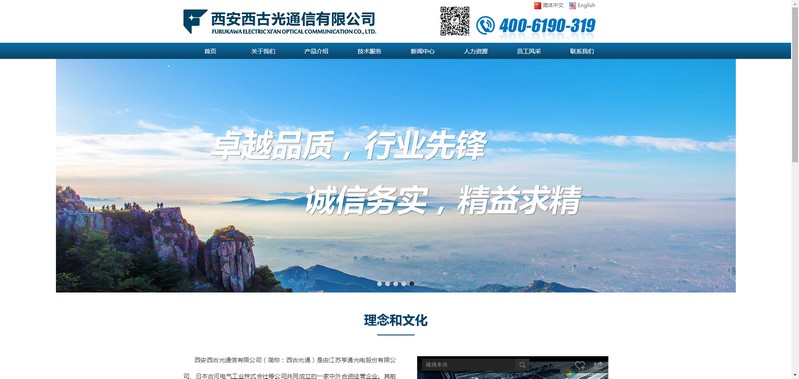 简体中文 English
西安西古光通信有限公司
FURUKAWA ELECTRIC XI'AN OPTICAL COMMUNICATION CO., LTD.
400-6190-319
首页 关于我们 产品介绍 技术服务 新闻中心 人力资源 员工风采 联系我们
卓越品质，行业先锋
诚信务实，精益求精
理念和文化
西安西古光通信有限公司（简称：西古光通）是由江苏亨通光电股份有限公
司、日本古河电气工业株式会社等公司共同成立的一家中外合资经营企业。其前